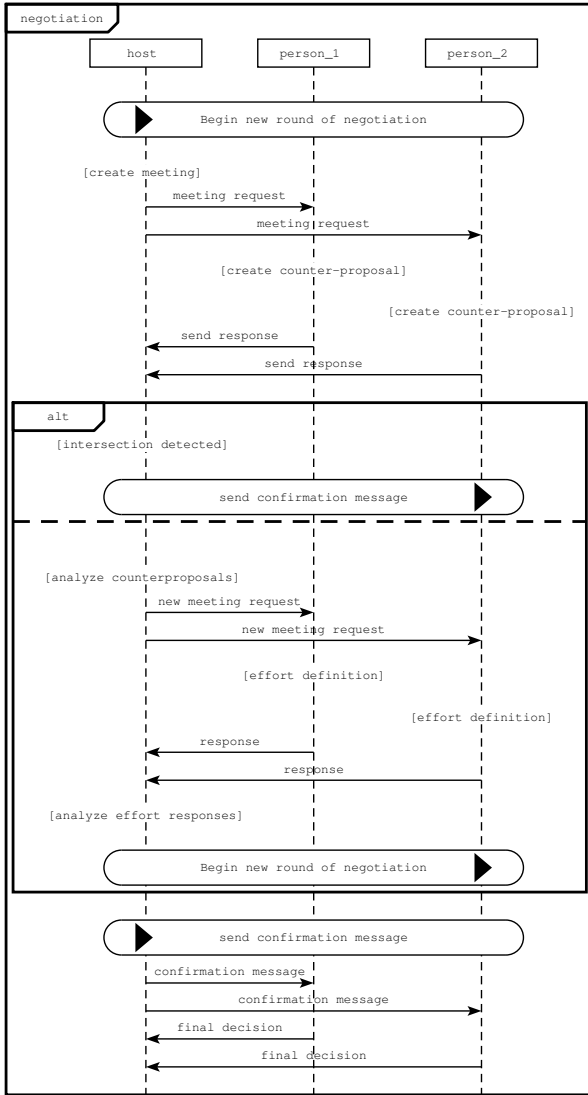 negotiation
host
person_1
person_2
Begin new round of negotiation
[create meeting]
meeting request
meeting request
[create counter-proposal]
[create counter-proposal]
send response
send response
alt
[intersection detected]
send confirmation message
[analyze counterproposals]
new meeting request
new meeting request
[effort definition]
[effort definition]
response
response
[analyze effort responses]
Begin new round of negotiation
send confirmation message
confirmation message
confirmation message
final decision
final decision